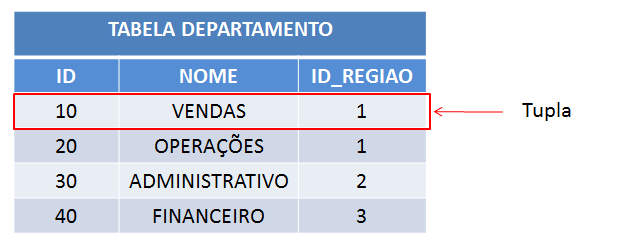 TABELA DEPARTAMENTO
ID NOME ID_REGIAO
10 VENDAS 1 Tupla
20 OPERAÇÕES 1
30 ADMINISTRATIVO 2
40 FINANCEIRO 3